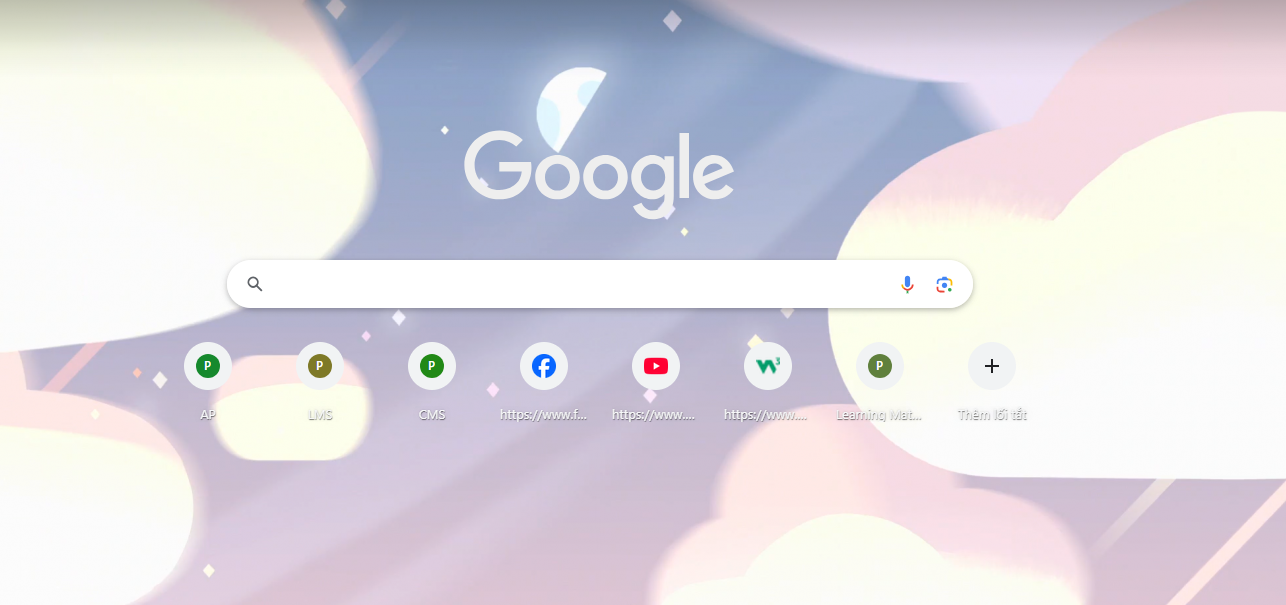 Google
P
P
P
W3
P
AP
LMS
CMS
https://www.f...
https://www....
https://www....
Learning Mat...
Thêm lối tắt